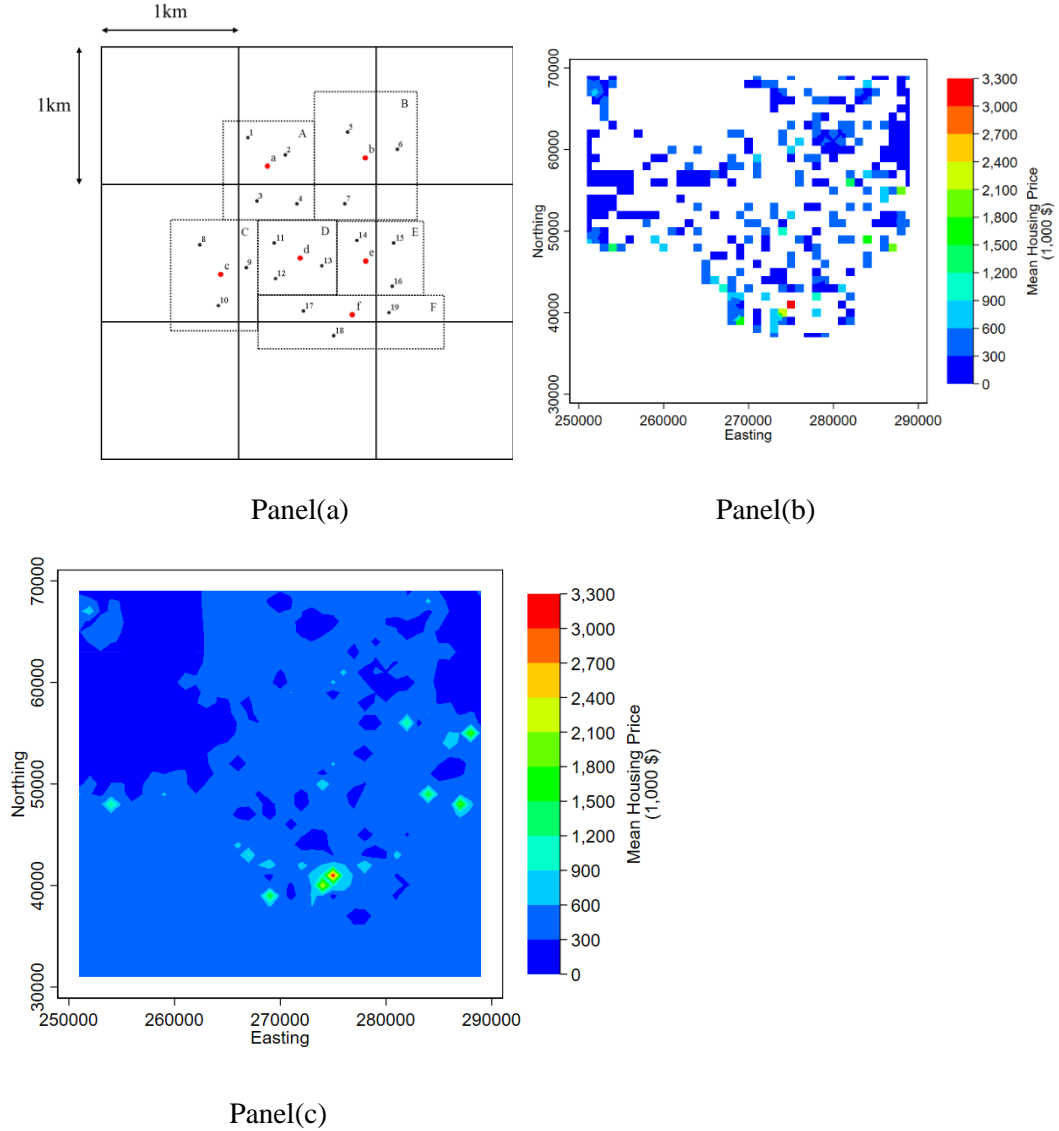 1km
1km
B
5
A
1
6
2
b
a
3
4
7
C
D
E
8
11
14
15
d
e
9
13
c
12
16
10
17
F
f
19
18
70000
60000
50000
40000
30000
Northing
250000 260000 270000 280000 290000
Easting
3,300
3,000
2,700
2,400
2,100
1,800
1,500
1,200
900
600
300
0
Mean Housing Price
(1,000 $)
Panel(a)
Panel(b)
70000
60000
50000
40000
30000
Northing
250000 260000 270000 280000 290000
Easting
3,300
3,000
2,700
2,400
2,100
1,800
1,500
1,200
900
600
300
0
Mean Housing Price
(1,000 $)
Panel(c)